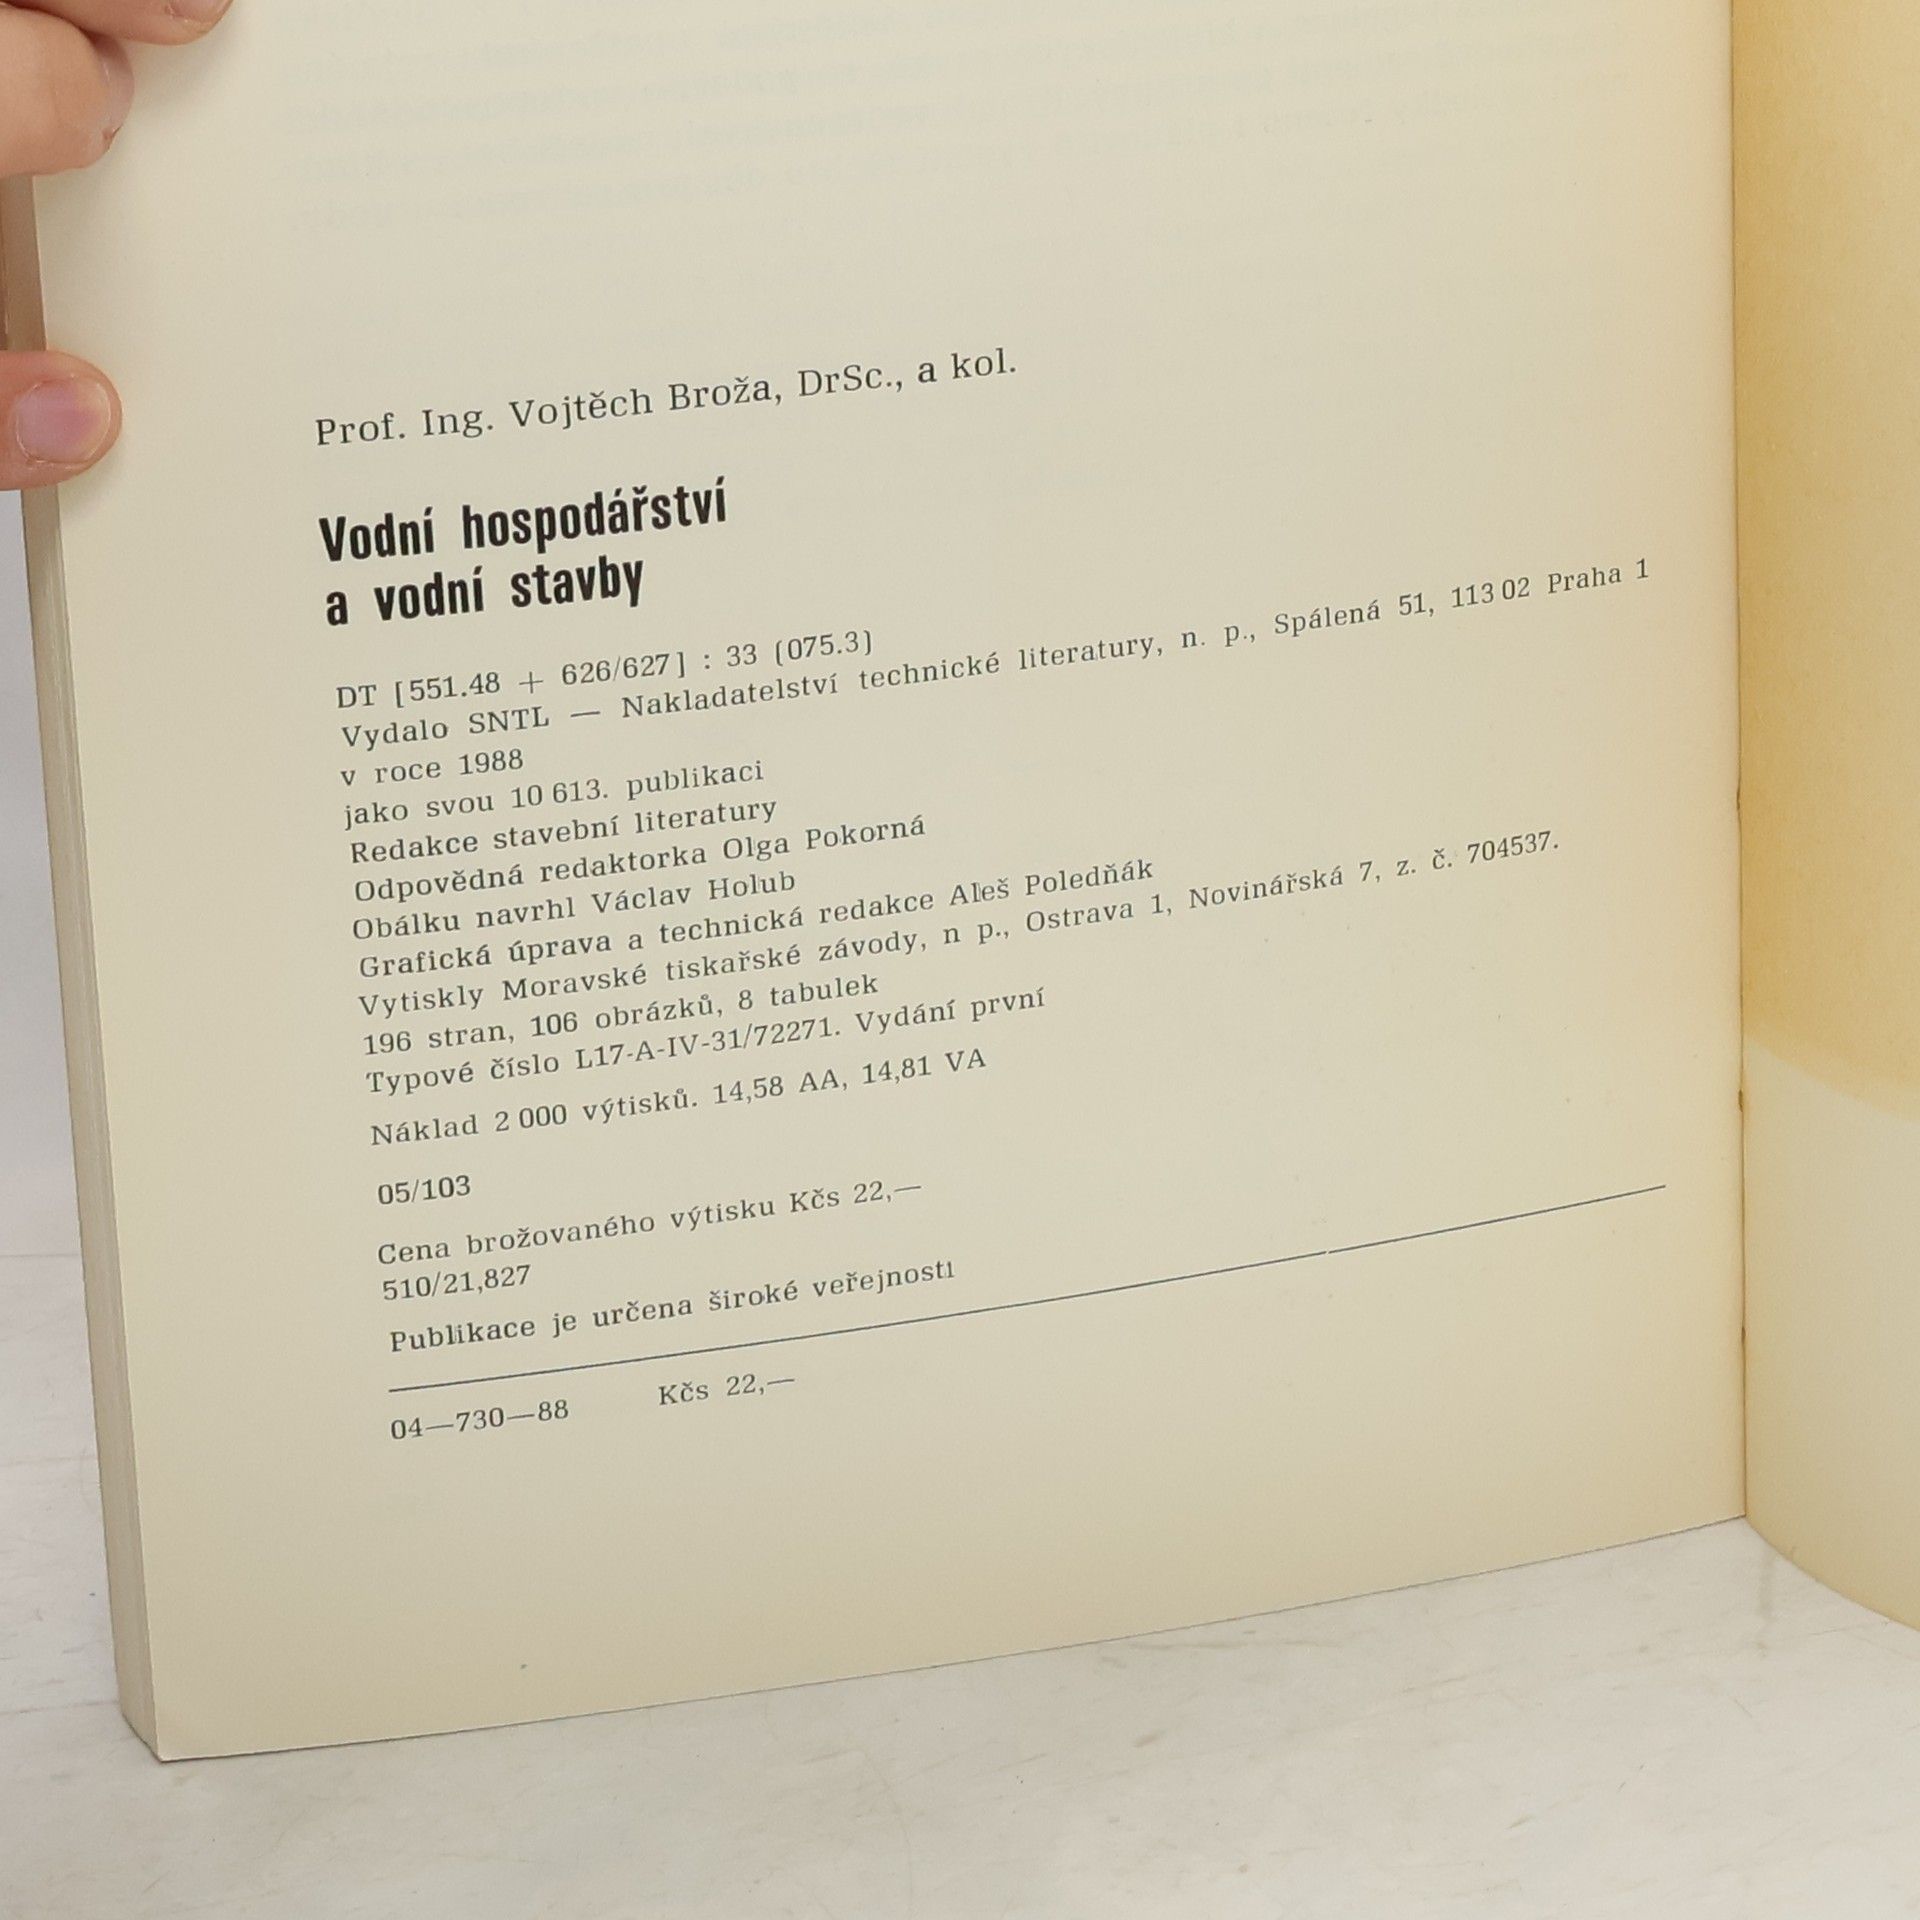 Prof. Ing. Vojtěch Broža, DrSc., a kol.
Vodní hospodářství
a vodní stavby
DT [551.48 + 626/627] : 33 (075.3)
Vydalo SNTL — Nakladatelství technické literatury, n. p., Spálená 51, 113 02 Praha 1
v roce 1988
jako svou 10 613. publikaci
Redakce stavební literatury
Odpovědná redaktorka Olga Pokorná
Obálku navrhl Václav Holub
Grafická úprava a technická redakce Aleš Poledňák
Vytiskly Moravské tiskařské závody, n p., Ostrava 1, Novinářská 7, z. č. 704537.
196 stran, 106 obrázků, 8 tabulek
Typové číslo L17-A-IV-31/72271. Vydání první
Náklad 2 000 výtisků. 14,58 AA, 14,81 VA
05/103
Cena brožovaného výtisku Kčs 22,—
510/21,827
Publikace je určena široké veřejnosti
04—730—88 Kčs 22,—